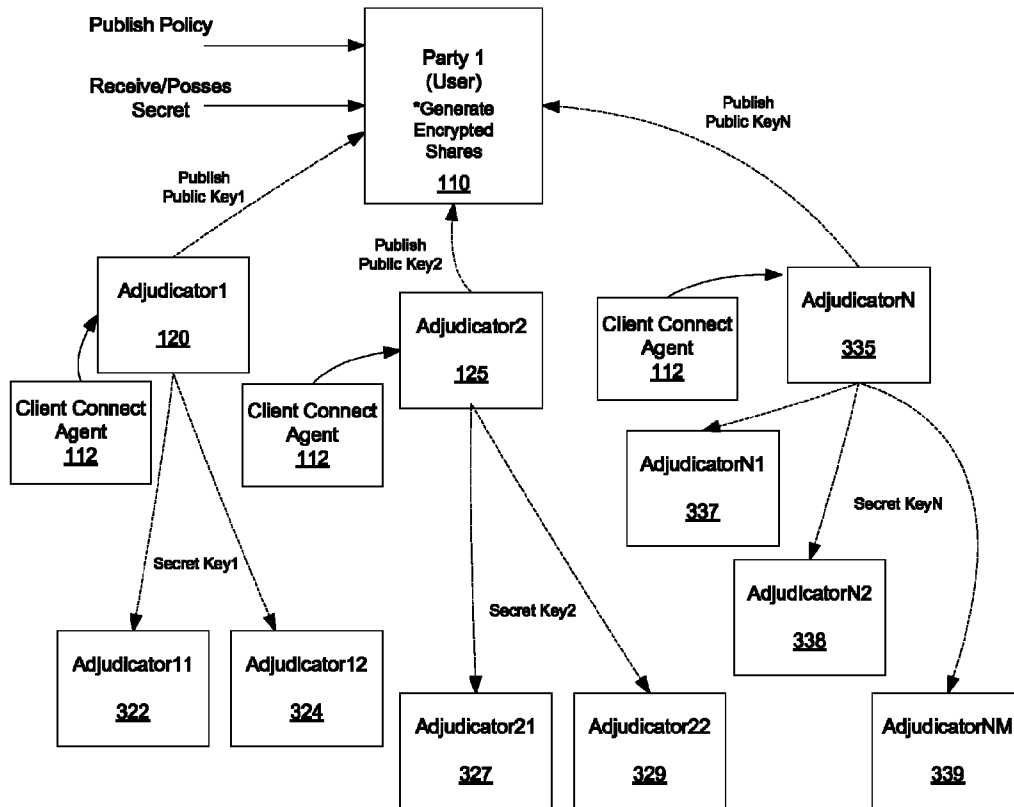 Publish Policy
Receive/Posses
Secret
Party 1
(User)
*Generate
Encrypted
Shares
110
Publish
Public KeyN
Publish
Public Key1
Publish
Public Key2
Adjudicator1
120
Client Connect
Agent
112
Adjudicator2
125
Client Connect
Agent
112
AdjudicatorN
335
Client Connect
Agent
112
AdjudicatorN1
337
Secret KeyN
Secret Key1
AdjudicatorN2
338
Secret Key2
Adjudicator11
322
Adjudicator12
324
Adjudicator21
327
Adjudicator22
329
AdjudicatorNM
339